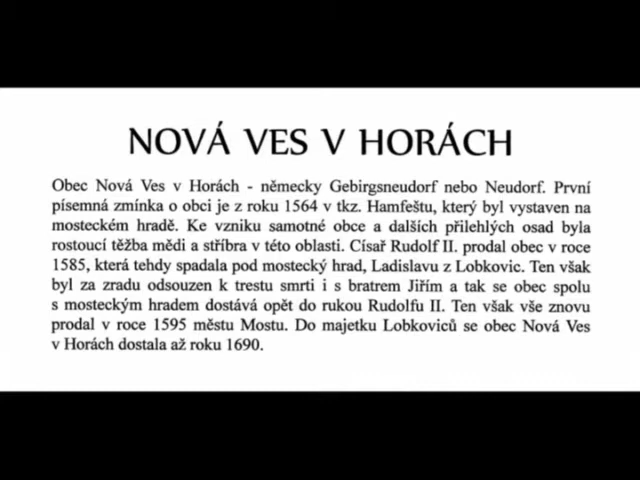 NOVÁ VES V HORÁCH
Obec Nová Ves v Horách - německy Gebirgsneudorf nebo Neudorf. První
písemná zmínka o obci je z roku 1564 v tkz. Hamfeštu, který byl vystaven na
mosteckém hradě. Ke vzniku samotné obce a dalších přilehlých osad byla
rostoucí těžba mědi a stříbra v této oblasti. Císař Rudolf II. prodal obec v roce
1585, která tehdy spadala pod mostecký hrad, Ladislavu z Lobkovic. Ten však
byl za zradu odsouzen k trestu smrti i s bratrem Jiřím a tak se obec spolu
s mosteckým hradem dostává opět do rukou Rudolfu II. Ten však vše znovu
prodal v roce 1595 městu Mostu. Do majetku Lobkoviců se obec Nová Ves
v Horách dostala až roku 1690.